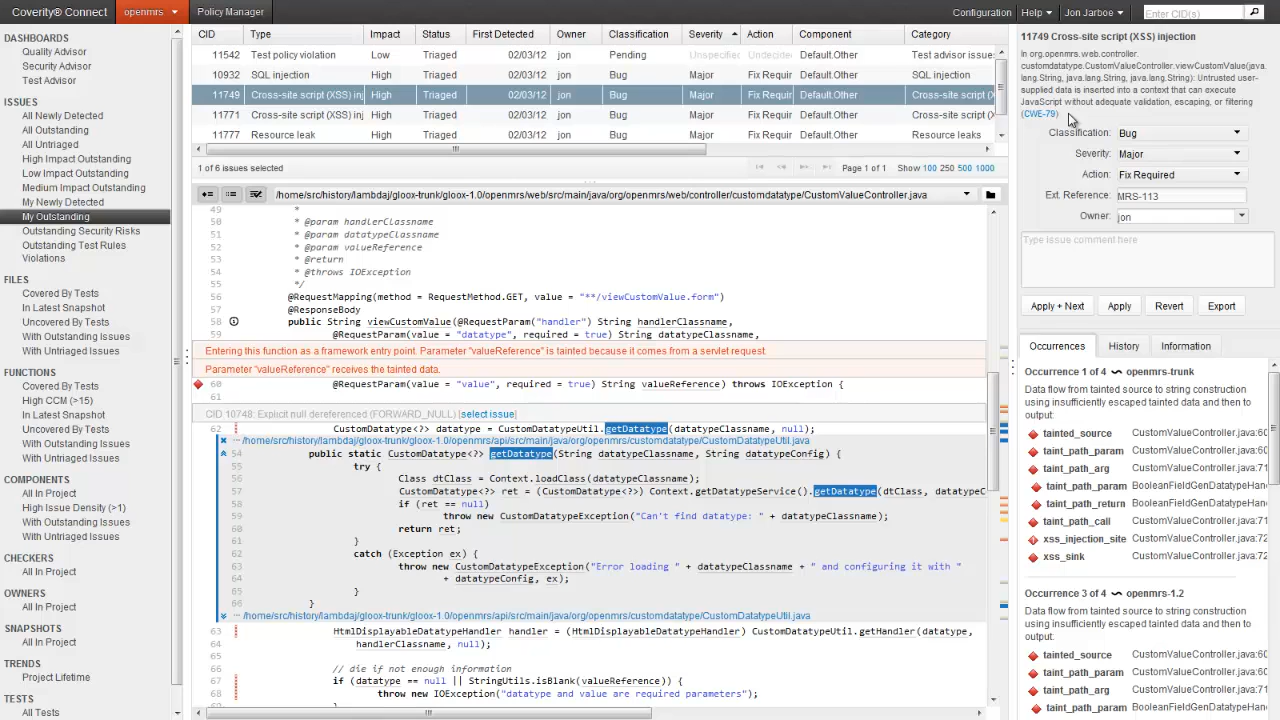 Coverity® Connect openmrs Policy Manager Configuration Help Jon Jarboe Enter CID(s)
DASHBOARDS
Quality Advisor
Security Advisor
Test Advisor
ISSUES
All Newly Detected
All Outstanding
All Untriaged
High Impact Outstanding
Low Impact Outstanding
Medium Impact Outstanding
My Newly Detected
My Outstanding
Outstanding Security Risks
Outstanding Test Rules
Violations
FILES
Covered By Tests
In Latest Snapshot
Uncovered By Tests
With Outstanding Issues
With Untriaged Issues
FUNCTIONS
Covered By Tests
High CCM (>15)
In Latest Snapshot
Uncovered By Tests
With Outstanding Issues
With Untriaged Issues
COMPONENTS
All In Project
High Issue Density (>1)
With Outstanding Issues
With Untriaged Issues
CHECKERS
All In Project
OWNERS
All In Project
SNAPSHOTS
All In Project
TRENDS
Project Lifetime
TESTS
All Tests
CID Type Impact Status First Detected Owner Classification Severity Action Component Category
11542 Test policy violation Low Triaged 02/03/12 jon Pending Unspecified Undecided Default.Other Test advisor issues
10932 SQL injection High Triaged 02/03/12 jon Bug Major Fix Requir Default.Other SQL injection
11749 Cross-site script (XSS) inj High Triaged 02/03/12 jon Bug Major Fix Requir Default.Other Cross-site script (X
11771 Cross-site script (XSS) inj High Triaged 02/03/12 jon Bug Major Fix Requir Default.Other Cross-site script (X
11777 Resource leak High Triaged 02/03/12 jon Bug Major Fix Requir Default.Other Resource leaks
1 of 6 issues selected Page 1 of 1 Show 100 250 500 1000
/home/src/history/lambdaj/gloox-trunk/gloox-1.0/openmrs/web/src/main/java/org/openmrs/web/controller/customdatatype/CustomValueController.java
49 *
50 * @param handlerClassname
51 * @param datatypeClassname
52 * @param valueReference
53 * @return
54 * @throws IOException
55 */
56 @RequestMapping(method = RequestMethod.GET, value = "**/viewCustomValue.form")
57 @ResponseBody
58 public String viewCustomValue(@RequestParam("handler") String handlerClassname,
59 @RequestParam(value = "datatype", required = true) String datatypeClassname,
Entering this function as a framework entry point. Parameter "valueReference" is tainted because it comes from a servlet request.
Parameter "valueReference" receives the tainted data.
60 @RequestParam(value = "value", required = true) String valueReference) throws IOException {
CID 10748: Explicit null dereferenced (FORWARD_NULL) [select issue]
62 CustomDatatype<?> datatype = CustomDatatypeUtil.getDatatype(datatypeClassname, null);
/home/src/history/lambdaj/gloox-trunk/gloox-1.0/openmrs/api/src/main/java/org/openmrs/customdatatype/CustomDatatypeUtil.java
54 public static CustomDatatype<?> getDatatype(String datatypeClassname, String datatypeConfig) {
55 try {
56 Class dtClass = Context.loadClass(datatypeClassname);
57 CustomDatatype<?> ret = (CustomDatatype<?>) Context.getDatatypeService().getDatatype(dtClass, datatypeC
58 if (ret == null)
59 throw new CustomDatatypeException("Can't find datatype: " + datatypeClassname);
60 return ret;
61 }
62 catch (Exception ex) {
63 throw new CustomDatatypeException("Error loading " + datatypeClassname + " and configuring it with "
64 + datatypeConfig, ex);
65 }
66 }
/home/src/history/lambdaj/gloox-trunk/gloox-1.0/openmrs/api/src/main/java/org/openmrs/customdatatype/CustomDatatypeUtil.java
63 HtmlDisplayableDatatypeHandler handler = (HtmlDisplayableDatatypeHandler) CustomDatatypeUtil.getHandler(datatype,
64 handlerClassname, null);
65
66 // die if not enough information
67 if (datatype == null || StringUtils.isBlank(valueReference)) {
68 throw new IOException("datatype and value are required parameters");
11749 Cross-site script (XSS) injection
In org.openmrs.web.controller.
customdatatype.CustomValueController.viewCustomValue(java.
lang.String, java.lang.String, java.lang.String): Untrusted user-
supplied data is inserted into a context that can execute
JavaScript without adequate validation, escaping, or filtering
(CWE-79)
Classification: Bug
Severity: Major
Action: Fix Required
Ext. Reference: MRS-113
Owner: jon
Type issue comment here
Apply + Next Apply Revert Export
Occurrences History Information
Occurrence 1 of 4 openmrs-trunk
Data flow from tainted source to string construction
using insufficiently escaped tainted data and then to
output:
tainted_source CustomValueController.java:60
taint_path_param CustomValueController.java:60
taint_path_arg CustomValueController.java:72
taint_path_param BooleanFieldGenDatatypeHand
taint_path_return BooleanFieldGenDatatypeHand
taint_path_call CustomValueController.java:72
xss_injection_site CustomValueController.java:72
xss_sink CustomValueController.java:72
Occurrence 3 of 4 openmrs-1.2
Data flow from tainted source to string construction
using insufficiently escaped tainted data and then to
output:
tainted_source CustomValueController.java:60
taint_path_param CustomValueController.java:60
taint_path_arg CustomValueController.java:72
taint_path_param BooleanFieldGenDatatypeHand